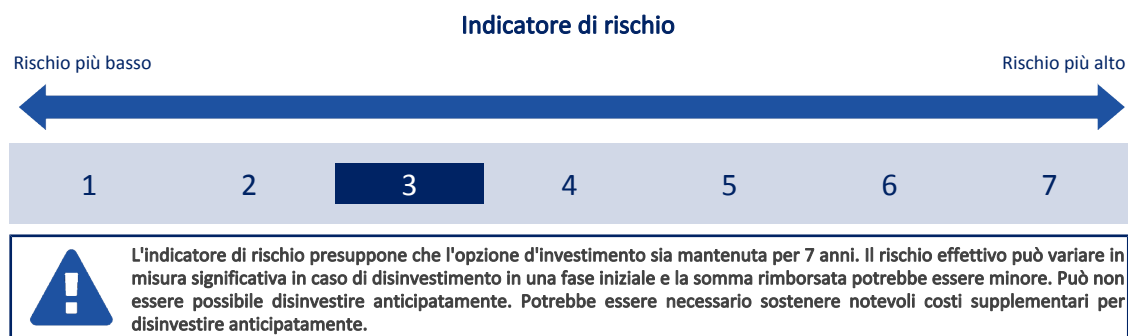 Indicatore di rischio
Rischio più basso
Rischio più alto
1 2 3 4 5 6 7
L'indicatore di rischio presuppone che l'opzione d'investimento sia mantenuta per 7 anni. Il rischio effettivo può variare in
misura significativa in caso di disinvestimento in una fase iniziale e la somma rimborsata potrebbe essere minore. Può non
essere possibile disinvestire anticipatamente. Potrebbe essere necessario sostenere notevoli costi supplementari per
disinvestire anticipatamente.